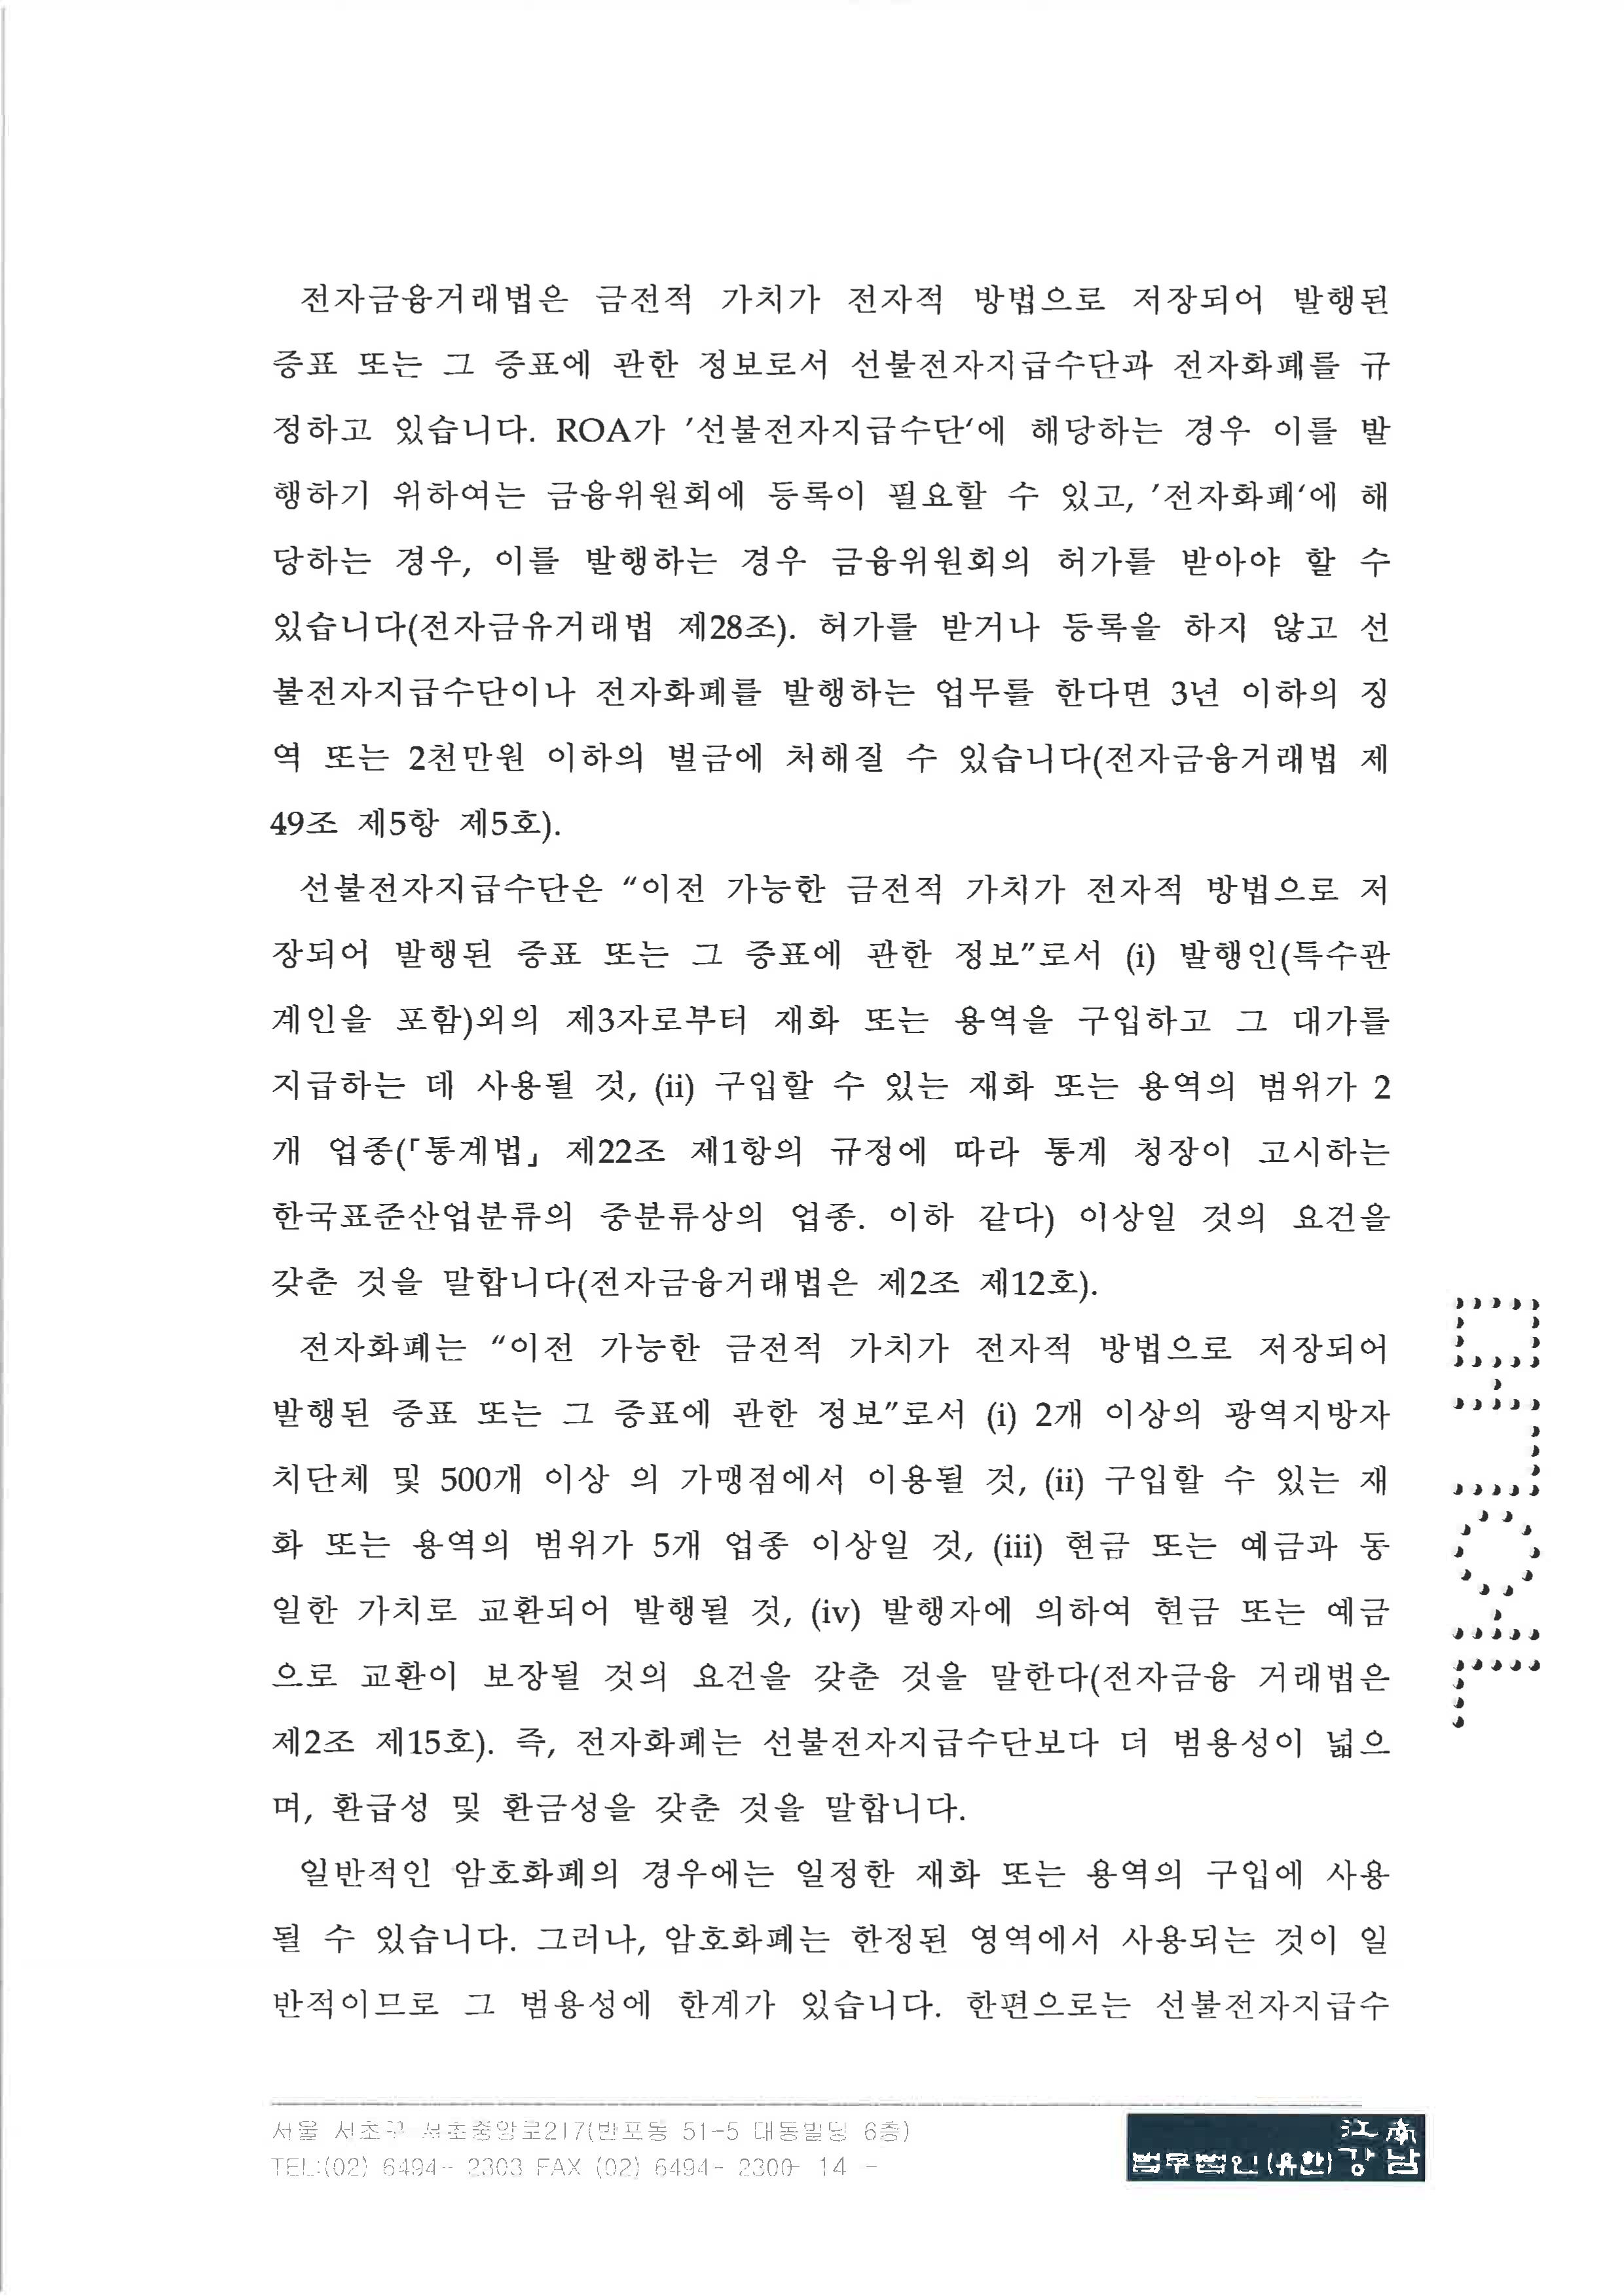 전자금융거래법은 금전적 가치가 전자적 방법으로 저장되어 발행된
증표 또는 그 증표에 관한 정보로서 선불전자지급수단과 전자화폐를 규
정하고 있습니다. ROA가 '선불전자지급수단'에 해당하는 경우 이를 발
행하기 위하여는 금융위원회에 등록이 필요할 수 있고, '전자화폐'에 해
당하는 경우, 이를 발행하는 경우 금융위원회의 허가를 받아야 할 수
있습니다(전자금유거래법 제28조). 허가를 받거나 등록을 하지 않고 선
불전자지급수단이나 전자화폐를 발행하는 업무를 한다면 3년 이하의 징
역 또는 2천만원 이하의 벌금에 처해질 수 있습니다(전자금융거래법 제
49조 제5항 제5호).
선불전자지급수단은 "이전 가능한 금전적 가치가 전자적 방법으로 저
장되어 발행된 증표 또는 그 증표에 관한 정보"로서 (i) 발행인(특수관
계인을 포함)외의 제3자로부터 재화 또는 용역을 구입하고 그 대가를
지급하는 데 사용될 것, (ii) 구입할 수 있는 재화 또는 용역의 범위가 2
개 업종(「통계법」 제22조 제1항의 규정에 따라 통계 청장이 고시하는
한국표준산업분류의 중분류상의 업종. 이하 같다) 이상일 것의 요건을
갖춘 것을 말합니다(전자금융거래법은 제2조 제12호).
전자화폐는 "이전 가능한 금전적 가치가 전자적 방법으로 저장되어
발행된 증표 또는 그 증표에 관한 정보"로서 (i) 2개 이상의 광역지방자
치단체 및 500개 이상 의 가맹점에서 이용될 것, (ii) 구입할 수 있는 재
화 또는 용역의 범위가 5개 업종 이상일 것, (iii) 현금 또는 예금과 동
일한 가치로 교환되어 발행될 것, (iv) 발행자에 의하여 현금 또는 예금
으로 교환이 보장될 것의 요건을 갖춘 것을 말한다(전자금융 거래법은
제2조 제15호). 즉, 전자화폐는 선불전자지급수단보다 더 범용성이 넓으
며, 환급성 및 환금성을 갖춘 것을 말합니다.
일반적인 암호화폐의 경우에는 일정한 재화 또는 용역의 구입에 사용
될 수 있습니다. 그러나, 암호화폐는 한정된 영역에서 사용되는 것이 일
반적이므로 그 범용성에 한계가 있습니다. 한편으로는 선불전자지급수
서울 서초구 서초중앙로217(반포동 51-5 대동빌딩 6층)
TEL:(02) 6494- 2303 FAX (02) 6494- 2300- 14 -
江南
법무법인(유한)강남